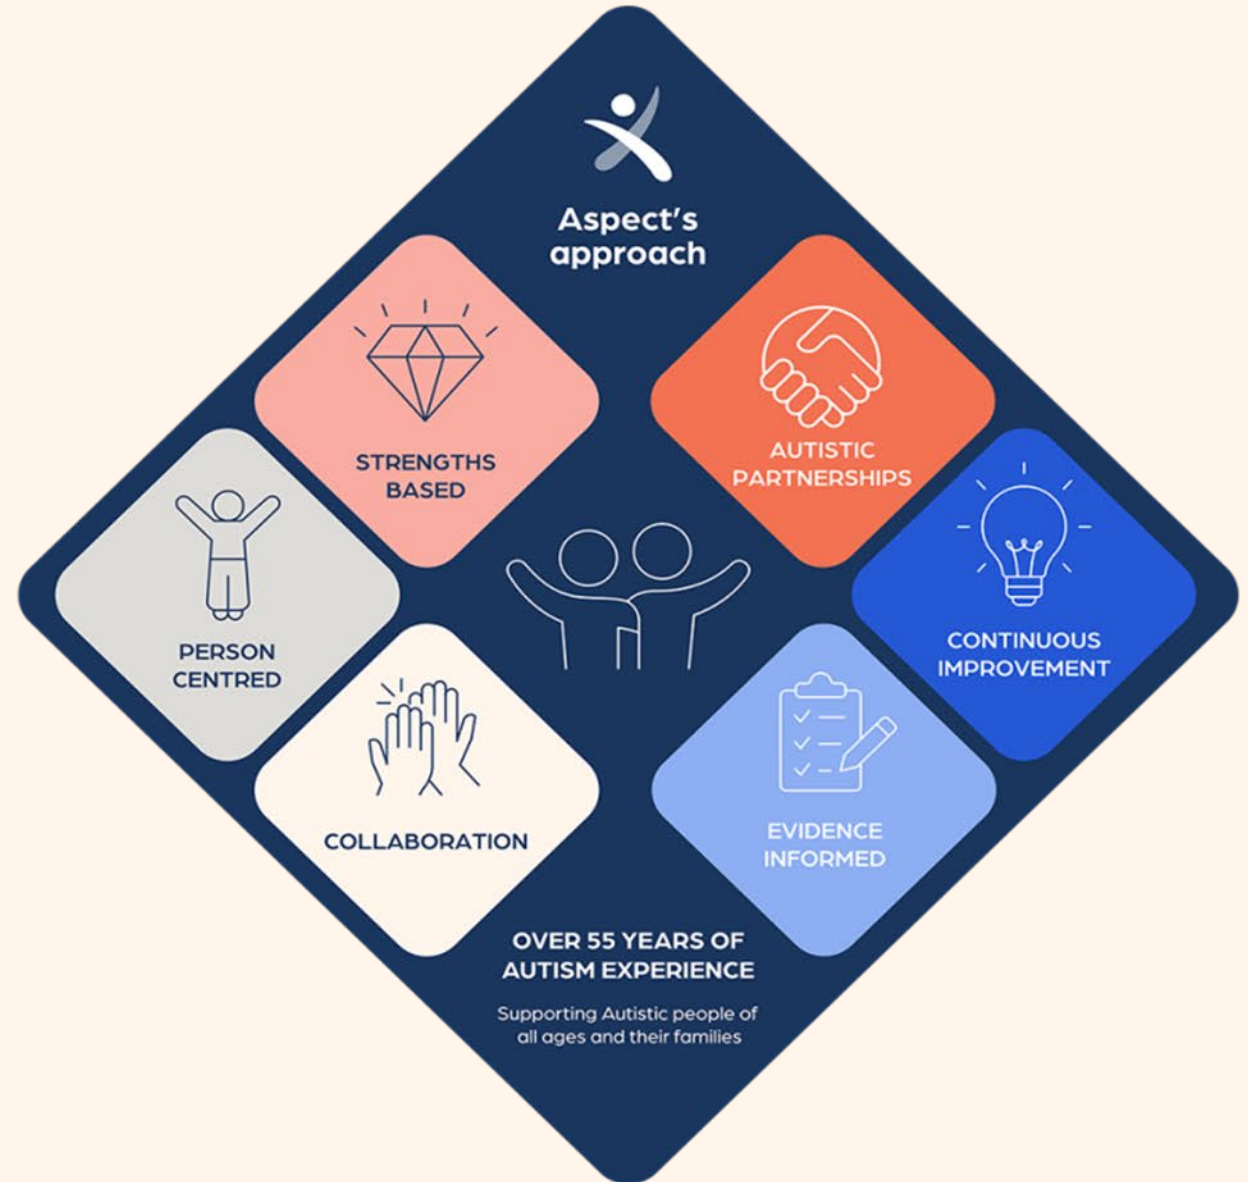 Aspect's
approach
STRENGTHS
BASED
AUTISTIC
PARTNERSHIPS
PERSON
CENTRED
CONTINUOUS
IMPROVEMENT
COLLABORATION
EVIDENCE
INFORMED
OVER 55 YEARS OF
AUTISM EXPERIENCE
Supporting Autistic people of
all ages and their families